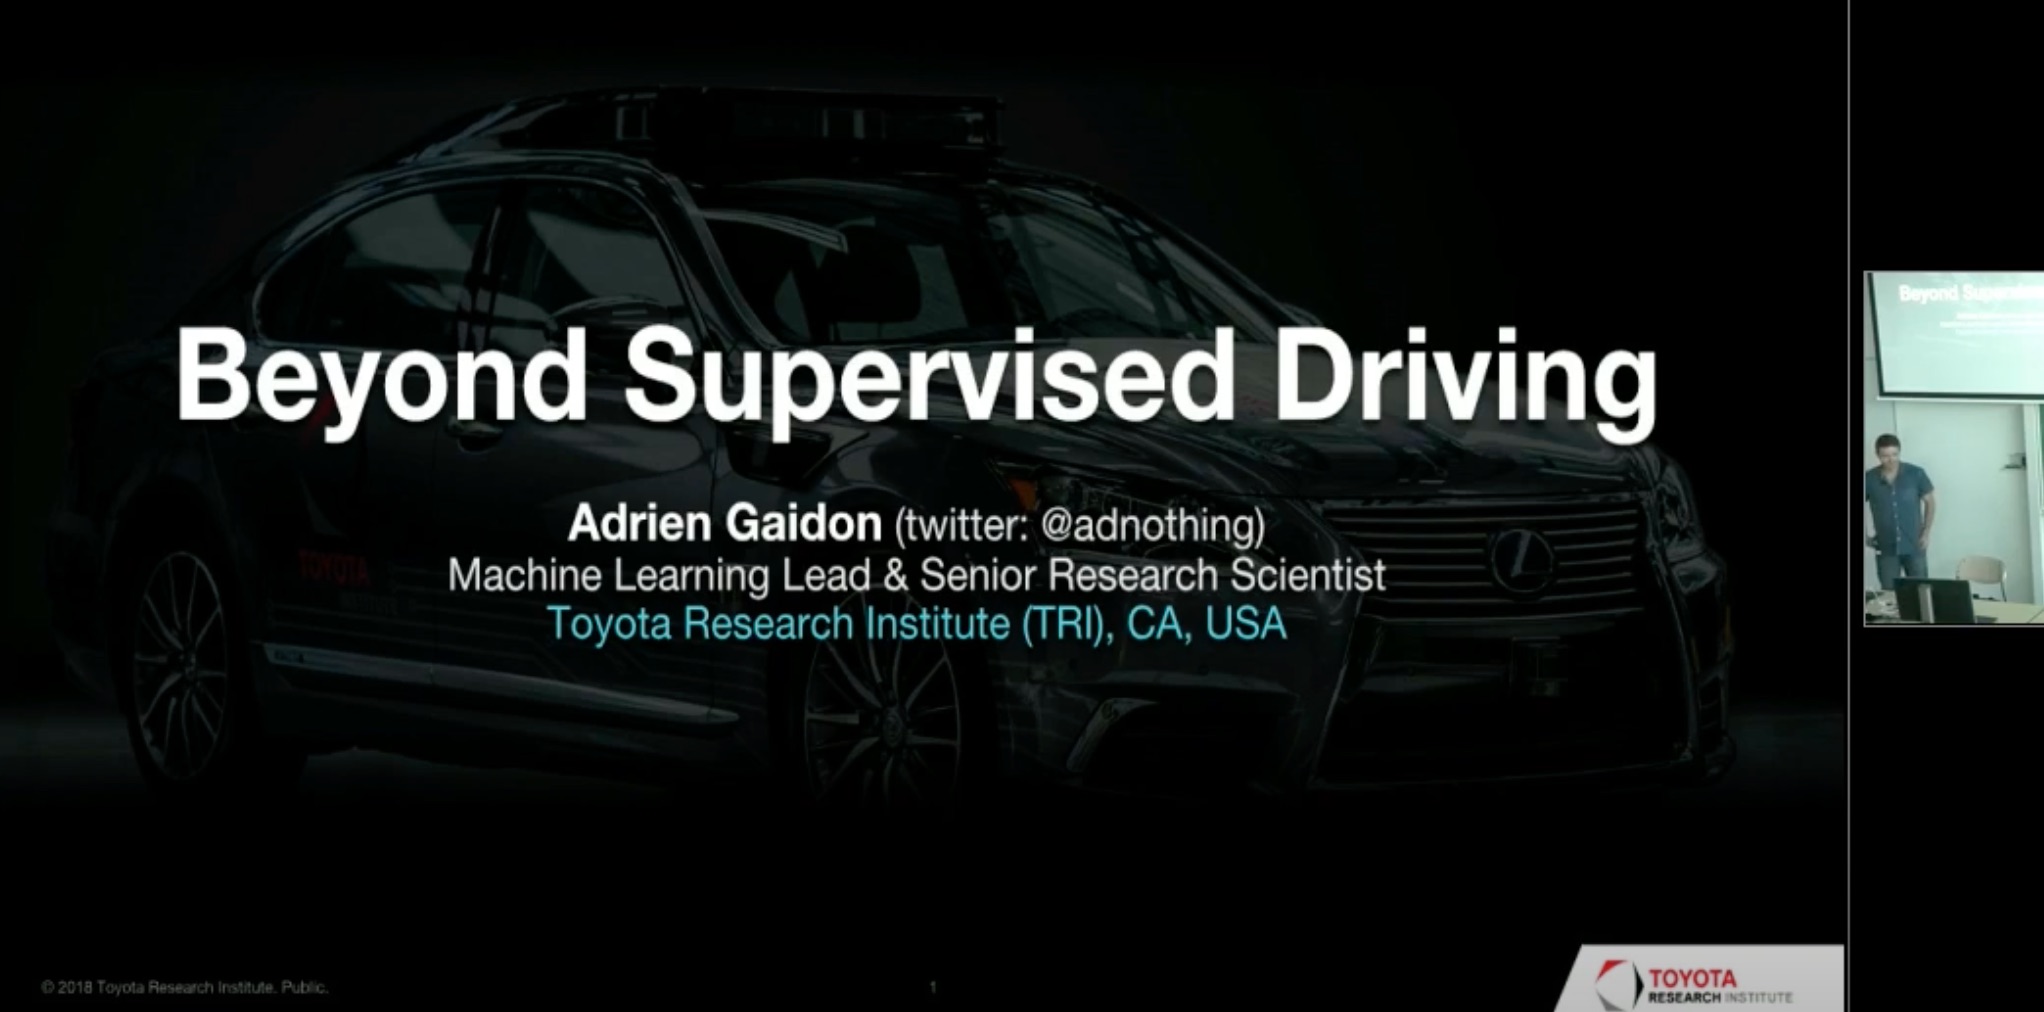 Beyond Supervised Driving
Adrien Gaidon (twitter: @adnothing)
Machine Learning Lead & Senior Research Scientist
Toyota Research Institute (TRI), CA, USA
TOYOTA
© 2018 Toyota Research Institute. Public.
1
TOYOTA
RESEARCH INSTITUTE
Beyond